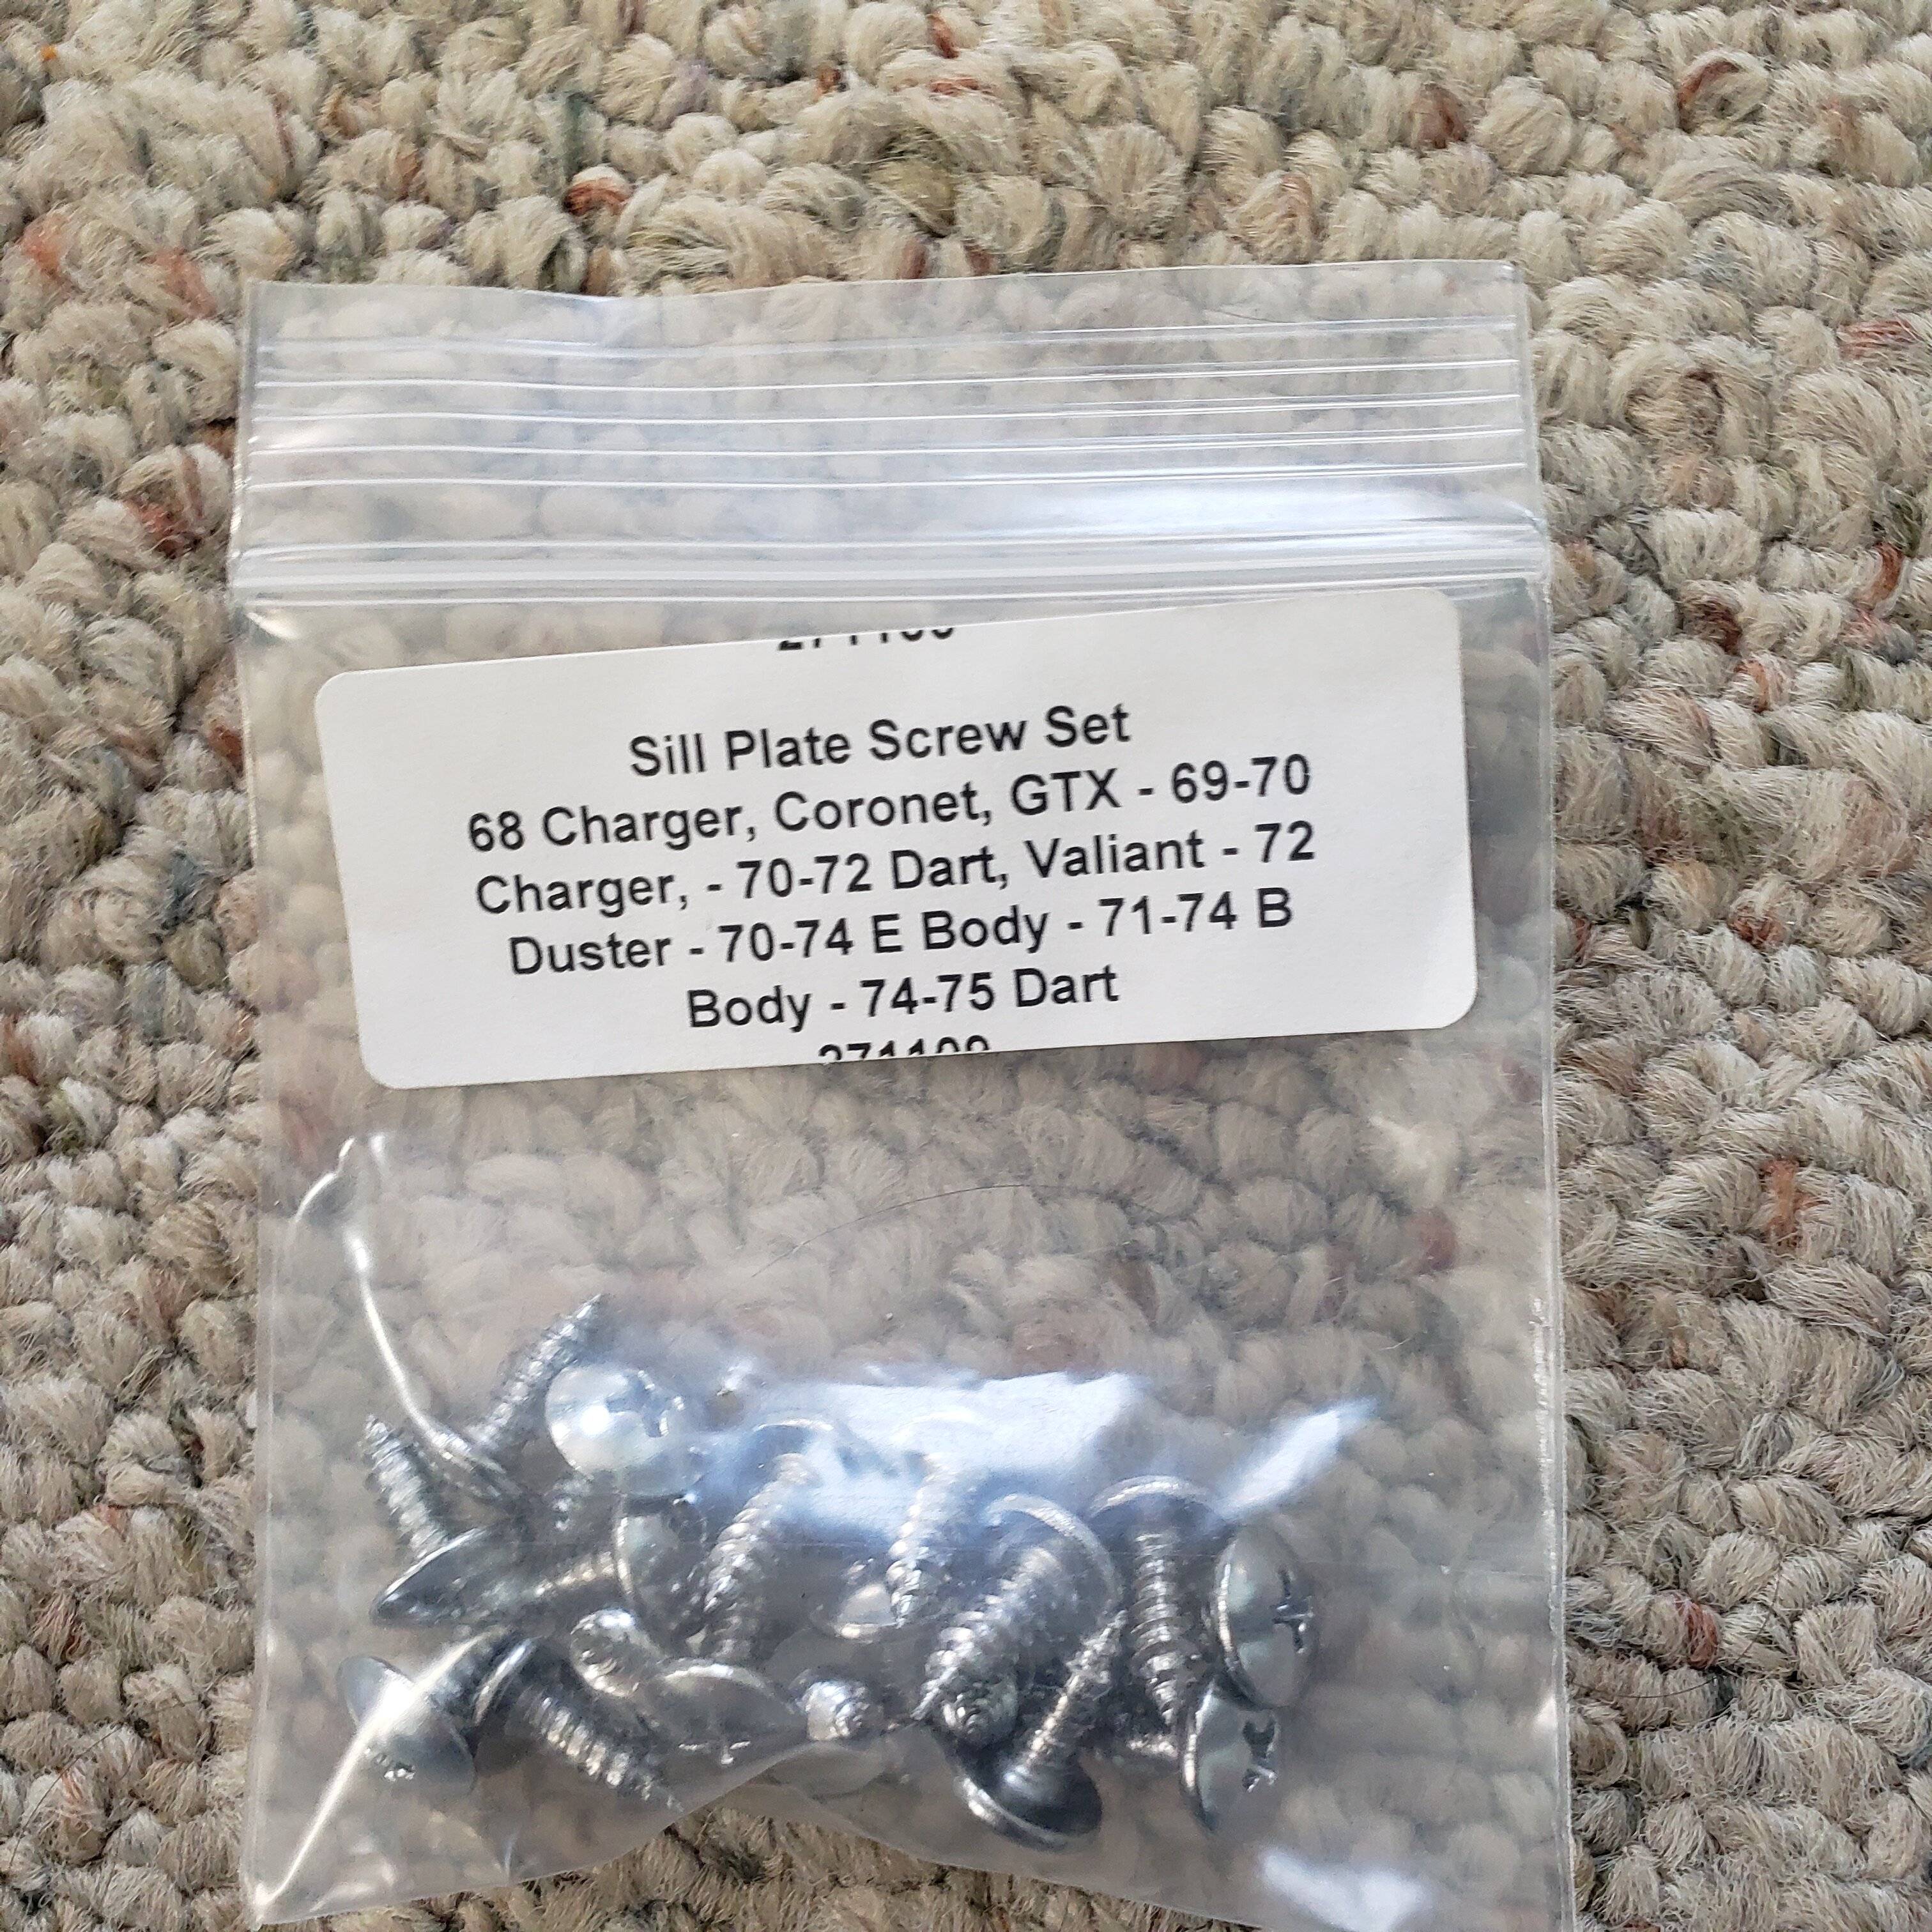 Sill Plate Screw Set
68 Charger, Coronet, GTX - 69-70
Charger, - 70-72 Dart, Valiant - 72
Duster - 70-74 E Body - 71-74 B
Body - 74-75 Dart